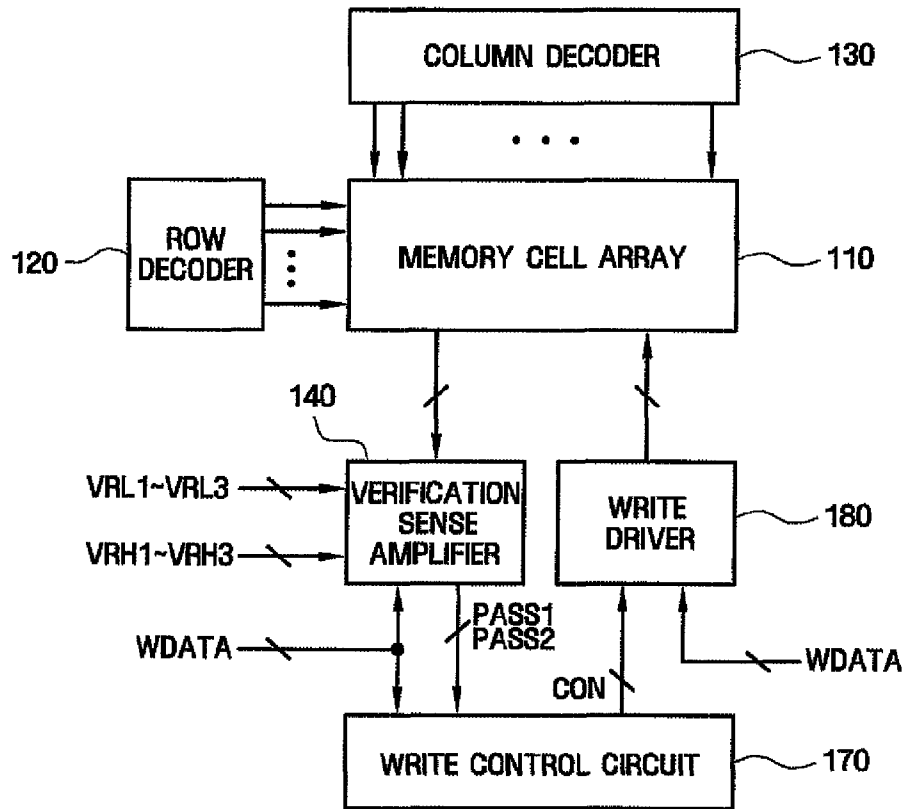 COLUMN DECODER
130
ROW
DECODER
120
MEMORY CELL ARRAY
110
140
VRL1~VRL3
VRH1~VRH3
VERIFICATION
SENSE
AMPLIFIER
WRITE
DRIVER
180
WDATA
PASS1
PASS2
CON
WDATA
WRITE CONTROL CIRCUIT
170